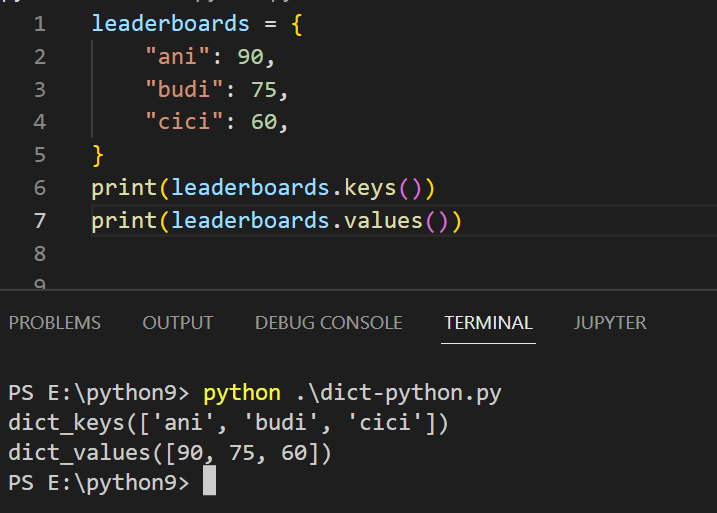 1 leaderboards = {
2 "ani": 90,
3 "budi": 75,
4 "cici": 60,
5 }
6 print(leaderboards.keys())
7 print(leaderboards.values())
8
9
PROBLEMS OUTPUT DEBUG CONSOLE TERMINAL JUPYTER
PS E:\python9> python .\dict-python.py
dict_keys(['ani', 'budi', 'cici'])
dict_values([90, 75, 60])
PS E:\python9>